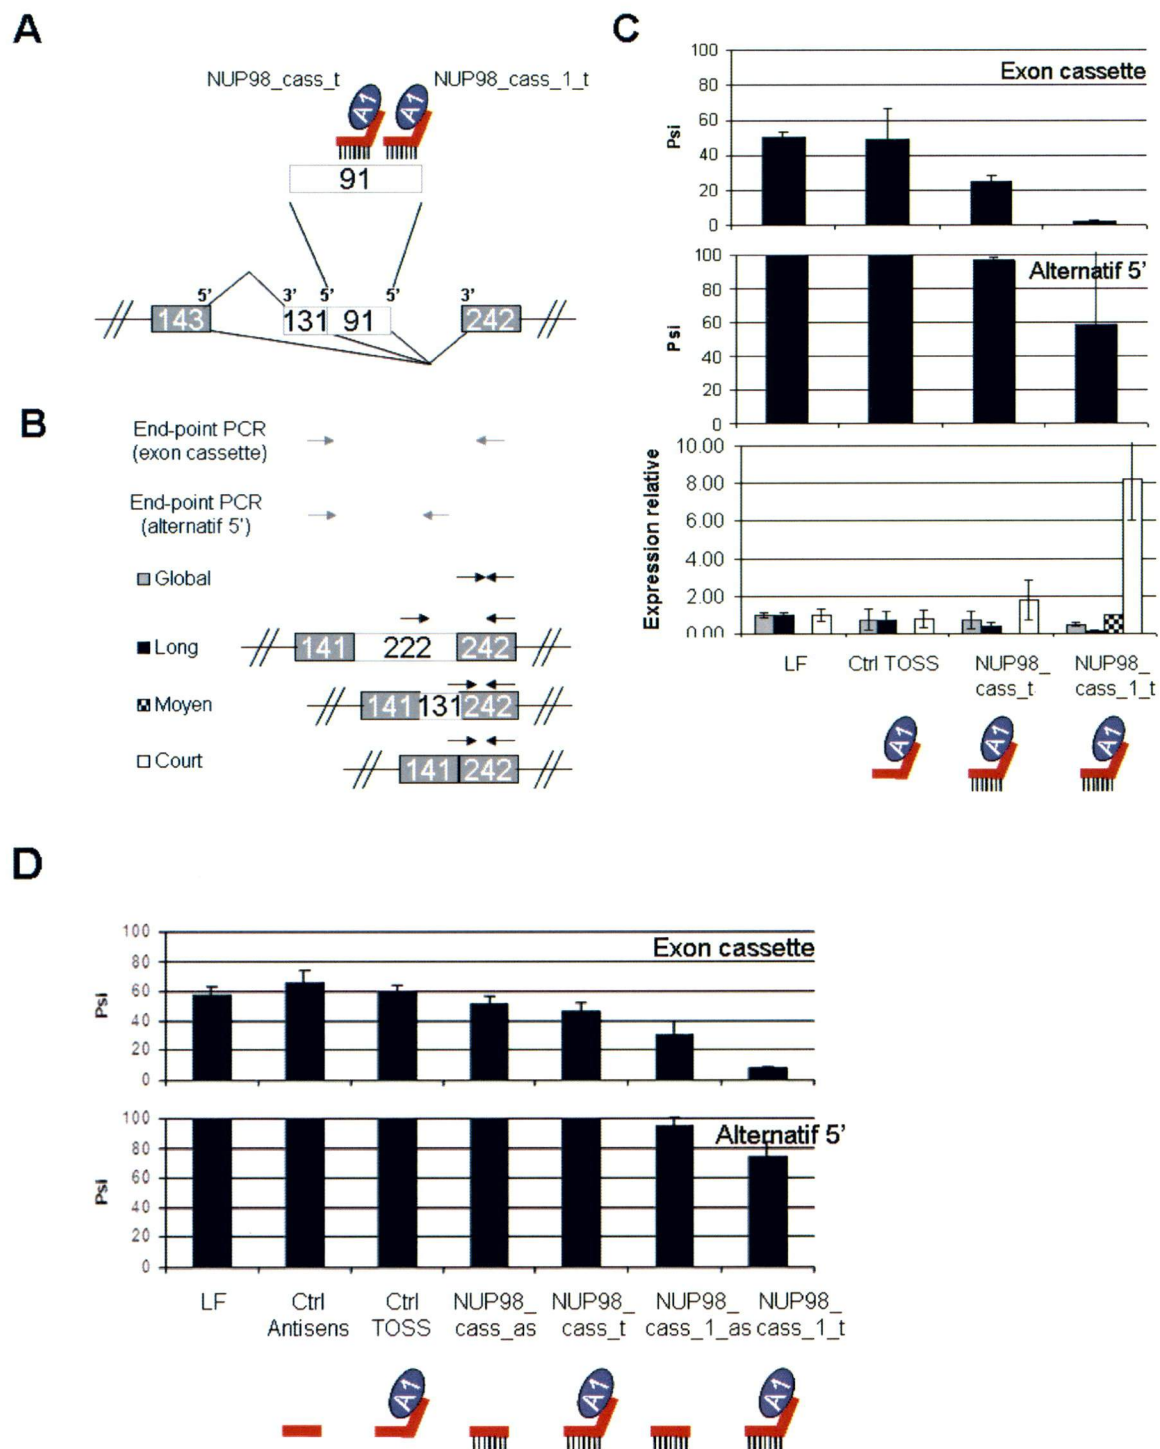 A
NUP98_cass_t
NUP98_cass_1_t
A1
A1
91
5’
3’
5’
5’
3’
143
131
91
242
B
End-point PCR
(exon cassette)
End-point PCR
(alternatif 5’)
Global
Long
141
222
242
Moyen
141
131
242
Court
141
242
C
100
80
60
40
20
0
Psi
Exon cassette
100
80
60
40
20
0
Psi
Alternatif 5’
10.00
8.00
6.00
4.00
2.00
0.00
Expression relative
LF
Ctrl TOSS
NUP98_
cass_t
NUP98_
cass_1_t
A1
A1
A1
D
100
80
60
40
20
0
Psi
Exon cassette
100
80
60
40
20
0
Psi
Alternatif 5’
LF
Ctrl
Antisens
Ctrl
TOSS
NUP98_
cass_as
NUP98_
cass_t
NUP98_
cass_1_as
NUP98_
cass_1_t
A1
A1
A1